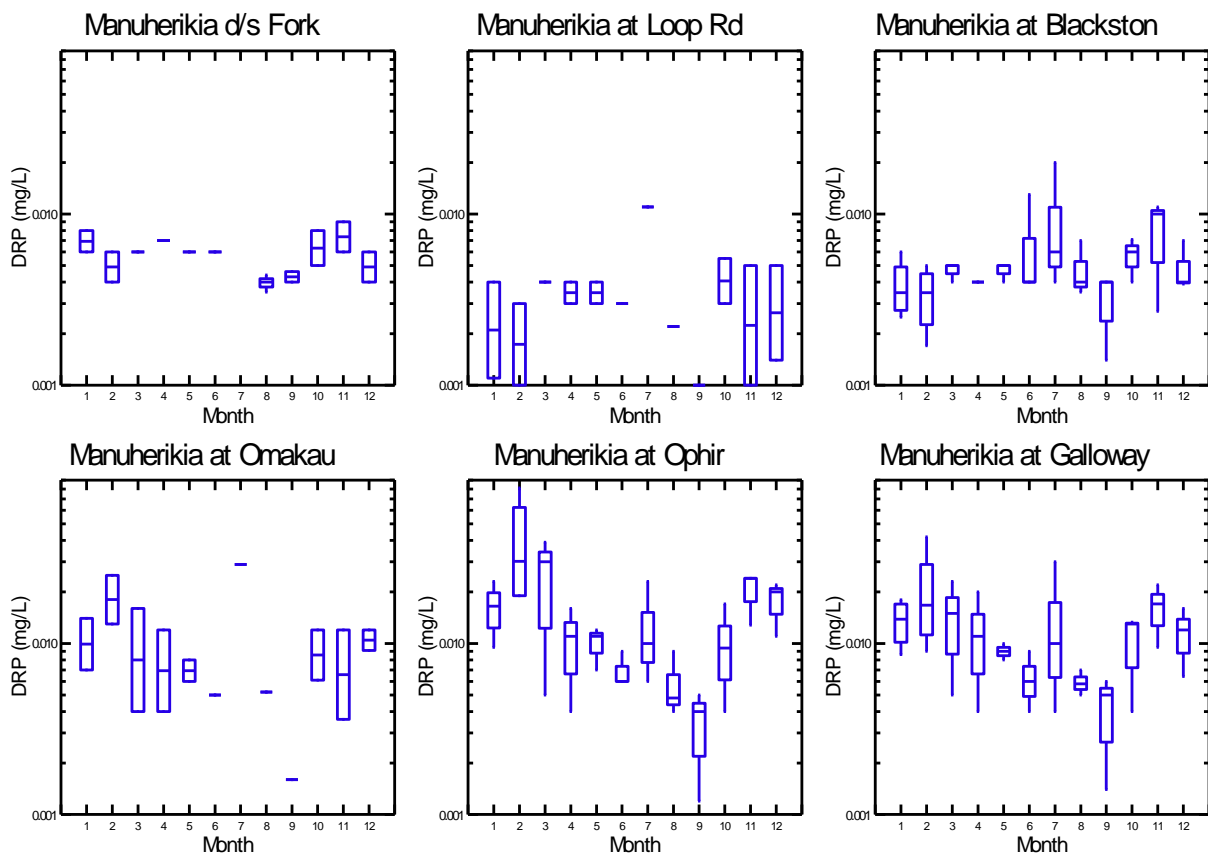 Manuherikia d/s Fork
Manuherikia at Loop Rd
Manuherikia at Blackston
DRP (mg/L)
0.010
0.001
1 2 3 4 5 6 7 8 9 10 11 12
Month
DRP (mg/L)
0.010
0.001
1 2 3 4 5 6 7 8 9 10 11 12
Month
DRP (mg/L)
0.010
0.001
1 2 3 4 5 6 7 8 9 10 11 12
Month
Manuherikia at Omakau
Manuherikia at Ophir
Manuherikia at Galloway
DRP (mg/L)
0.010
0.001
1 2 3 4 5 6 7 8 9 10 11 12
Month
DRP (mg/L)
0.010
0.001
1 2 3 4 5 6 7 8 9 10 11 12
Month
DRP (mg/L)
0.010
0.001
1 2 3 4 5 6 7 8 9 10 11 12
Month